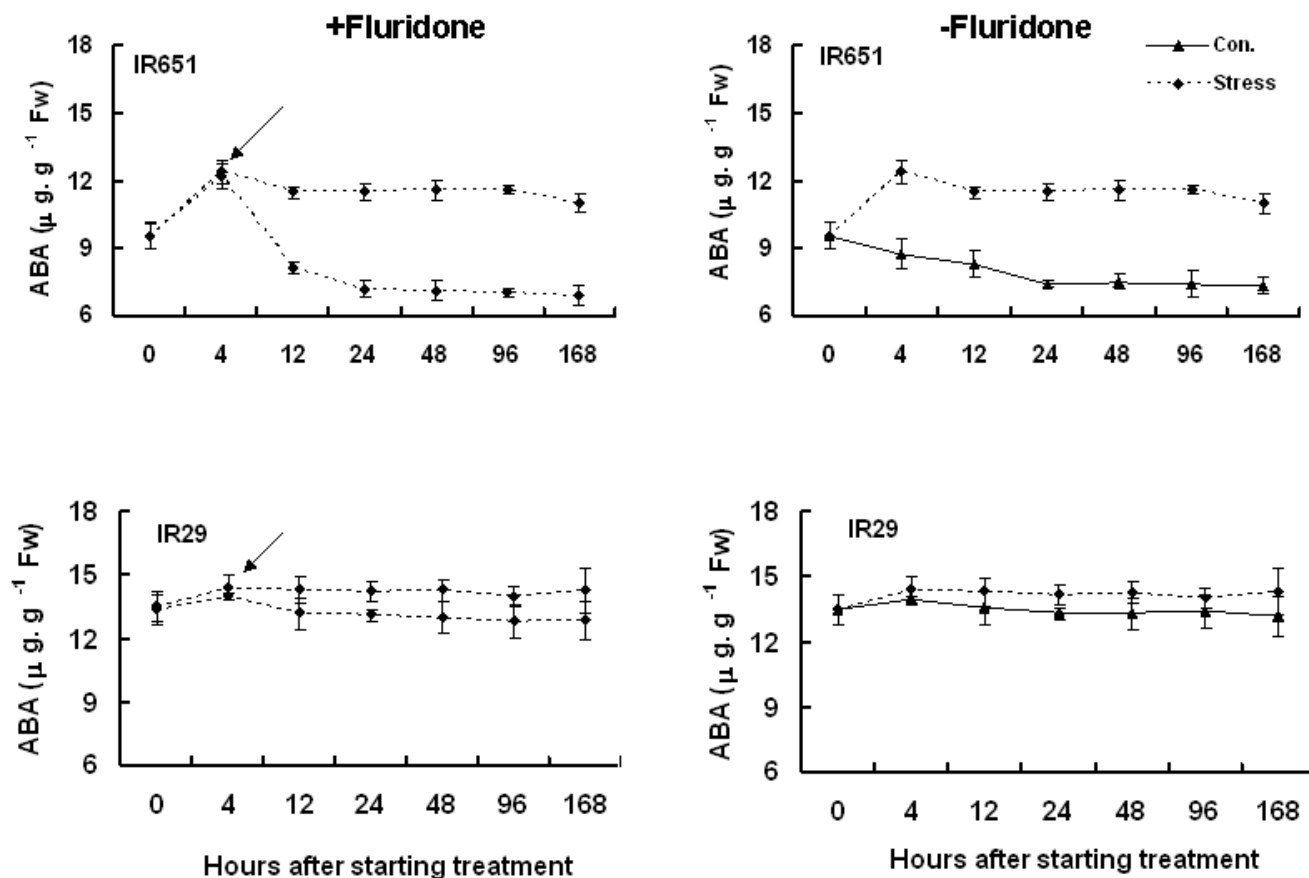 +Fluridone
-Fluridone
18
15
12
9
6
ABA (μ g. g -1 Fw)
IR651
0 4 12 24 48 96 168
18
15
12
9
6
ABA (μ g. g -1 Fw)
IR651
Con.
Stress
0 4 12 24 48 96 168
18
15
12
9
6
ABA (μ g. g -1 Fw)
IR29
0 4 12 24 48 96 168
Hours after starting treatment
18
15
12
9
6
ABA (μ g. g -1 Fw)
IR29
0 4 12 24 48 96 168
Hours after starting treatment